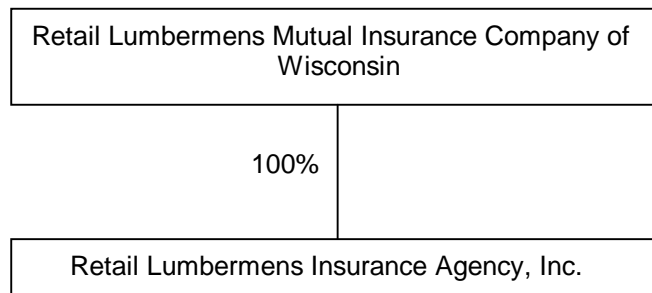 Retail Lumbermens Mutual Insurance Company of
Wisconsin
100%
Retail Lumbermens Insurance Agency, Inc.